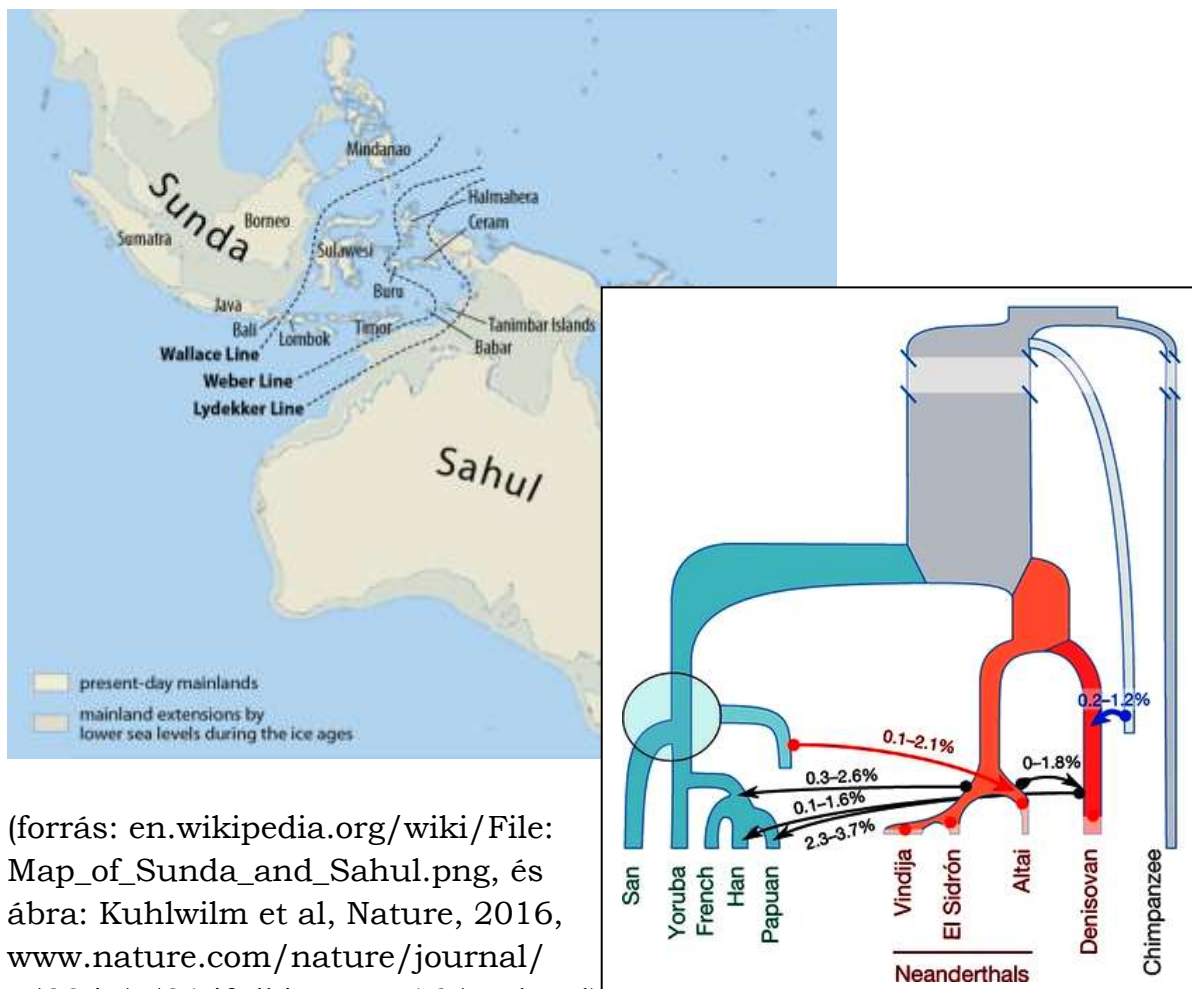 Mindanao
Halmahera
Ceram
Sunda
Borneo
Sumatra
Sulawesi
Buru
Java
Bali
Lombok
Timor
Tanimbar Islands
Babar
Wallace Line
Weber Line
Lydekker Line
Sahul
present-day mainlands
mainland extensions by
lower sea levels during the ice ages
0.2–1.2%
0.1–2.1%
0–1.8%
0.3–2.6%
0.1–1.6%
2.3–3.7%
San
Yoruba
French
Han
Papuan
Vindija
El Sidrón
Altai
Denisovan
Chimpanzee
Neanderthals
(forrás: en.wikipedia.org/wiki/File:
Map_of_Sunda_and_Sahul.png, és
ábra: Kuhlwilm et al, Nature, 2016,
www.nature.com/nature/journal/